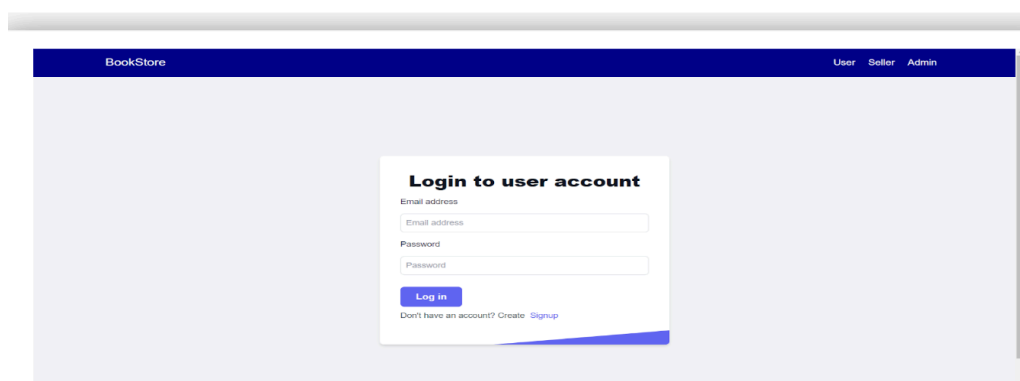 BookStore User Seller Admin
Login to user account
Email address
Email address
Password
Password
Log in
Don't have an account? Create Signup